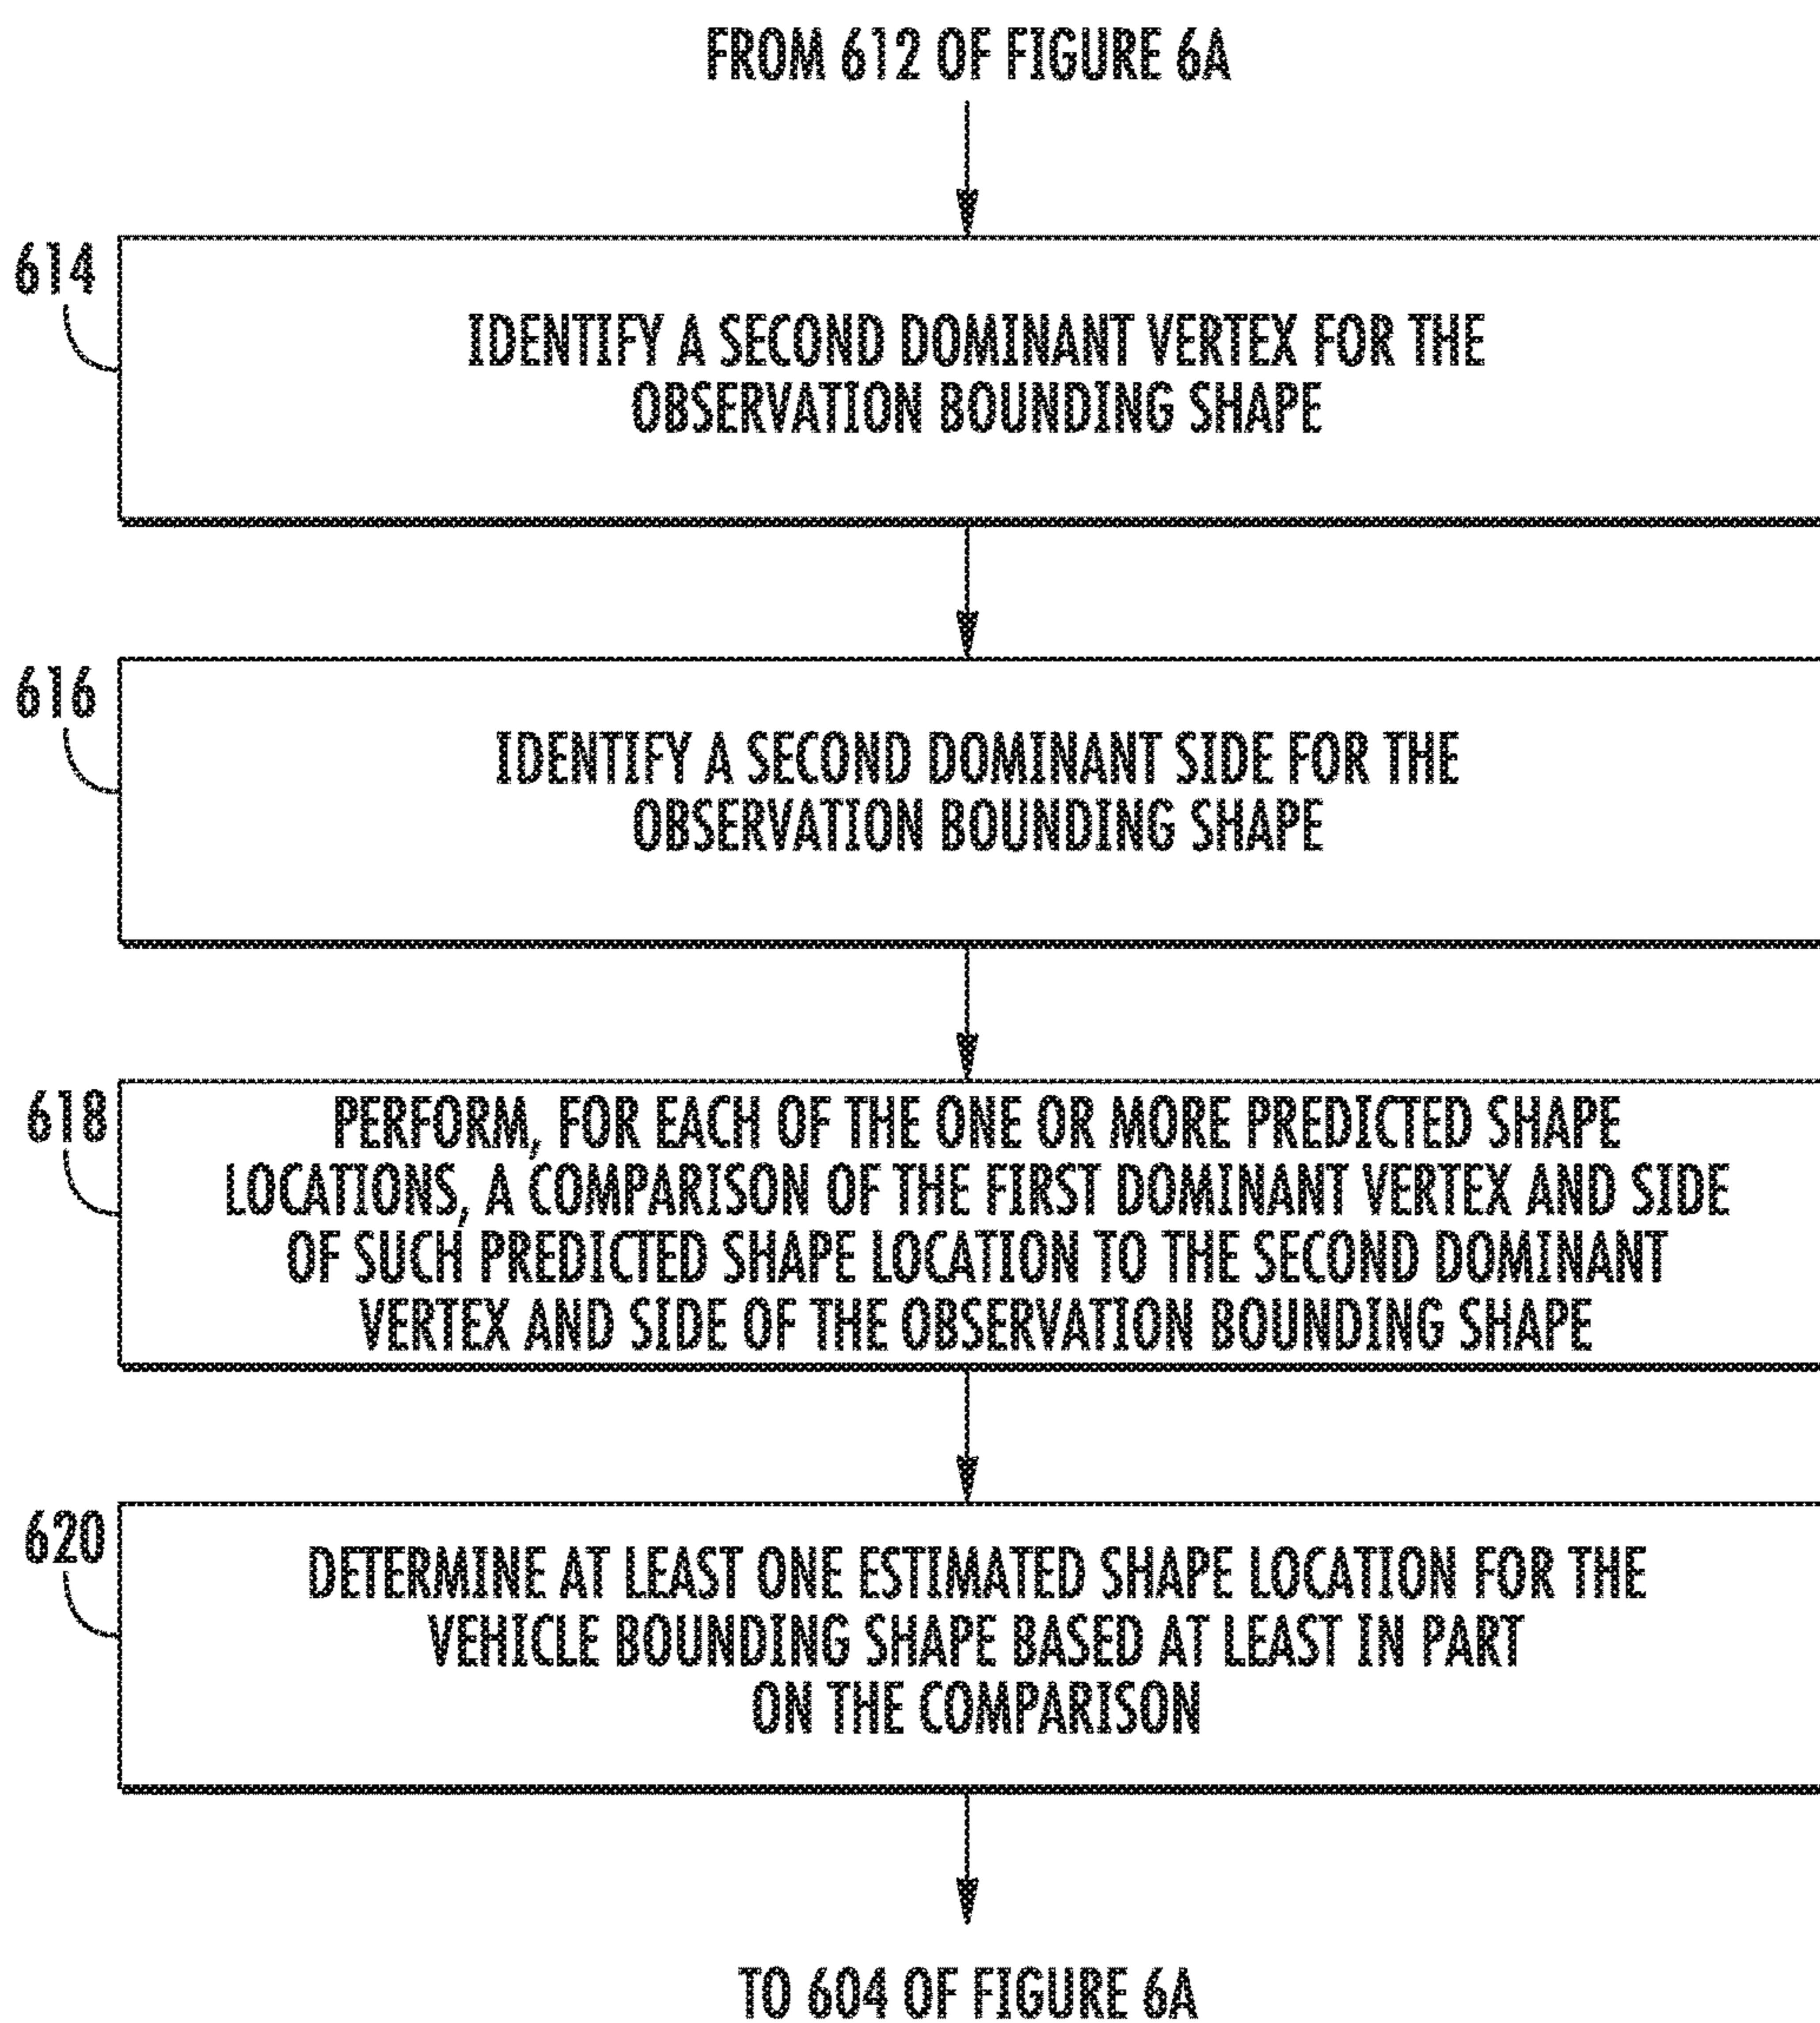 FROM 612 OF FIGURE 6A
614
IDENTIFY A SECOND DOMINANT VERTEX FOR THE
OBSERVATION BOUNDING SHAPE
616
IDENTIFY A SECOND DOMINANT SIDE FOR THE
OBSERVATION BOUNDING SHAPE
618
PERFORM, FOR EACH OF THE ONE OR MORE PREDICTED SHAPE
LOCATIONS, A COMPARISON OF THE FIRST DOMINANT VERTEX AND SIDE
OF SUCH PREDICTED SHAPE LOCATION TO THE SECOND DOMINANT
VERTEX AND SIDE OF THE OBSERVATION BOUNDING SHAPE
620
DETERMINE AT LEAST ONE ESTIMATED SHAPE LOCATION FOR THE
VEHICLE BOUNDING SHAPE BASED AT LEAST IN PART
ON THE COMPARISON
TO 604 OF FIGURE 6A